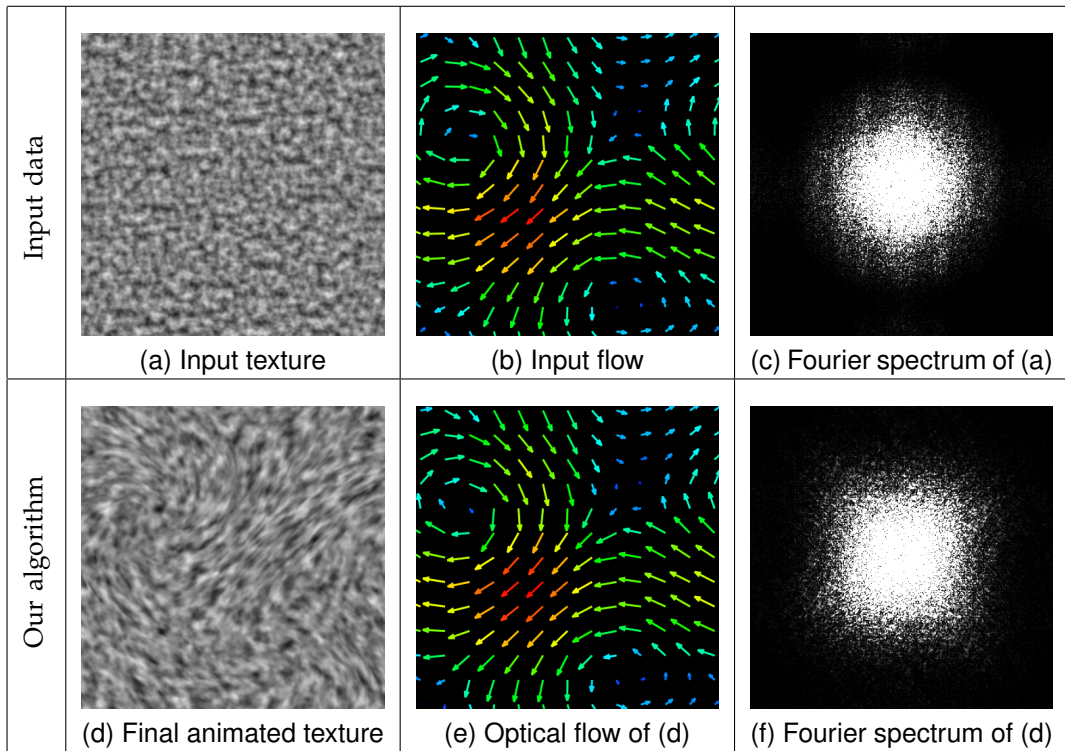 Input data
(a) Input texture
(b) Input flow
(c) Fourier spectrum of (a)
Our algorithm
(d) Final animated texture
(e) Optical flow of (d)
(f) Fourier spectrum of (d)